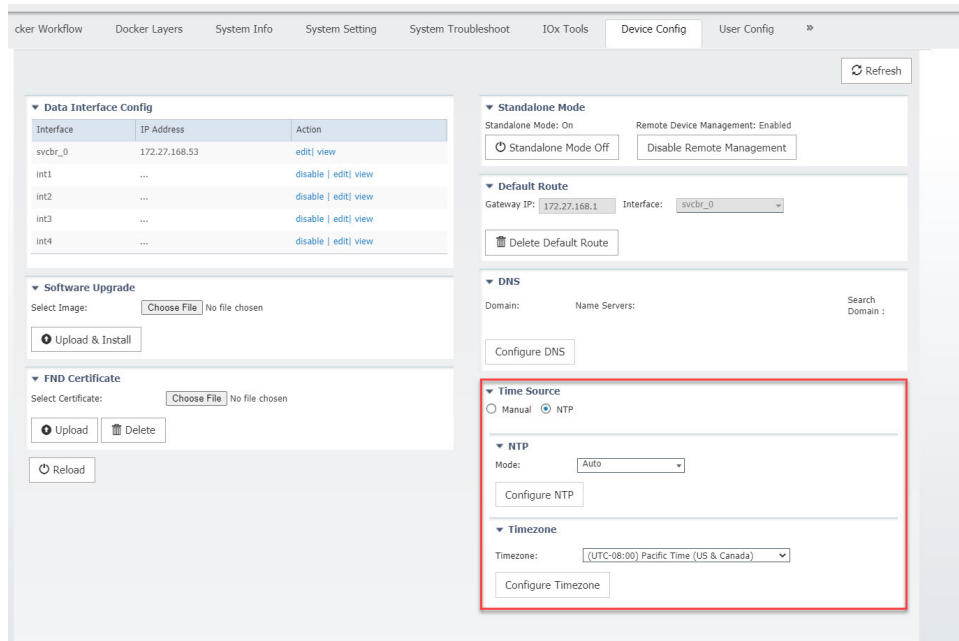 cker Workflow Docker Layers System Info System Setting System Troubleshoot IOx Tools Device Config User Config »
Refresh
Data Interface Config
Interface IP Address Action
svcbr_0 172.27.168.53 edit| view
int1 ... disable | edit| view
int2 ... disable | edit| view
int3 ... disable | edit| view
int4 ... disable | edit| view
Software Upgrade
Select Image: Choose File No file chosen
Upload & Install
FND Certificate
Select Certificate: Choose File No file chosen
Upload Delete
Reload
Standalone Mode
Standalone Mode: On Remote Device Management: Enabled
Standalone Mode Off Disable Remote Management
Default Route
Gateway IP: 172.27.168.1 Interface: svcbr_0
Delete Default Route
DNS
Domain: Name Servers: Search
Domain :
Configure DNS
Time Source
Manual NTP
NTP
Mode: Auto
Configure NTP
Timezone
Timezone: (UTC-08:00) Pacific Time (US & Canada)
Configure Timezone